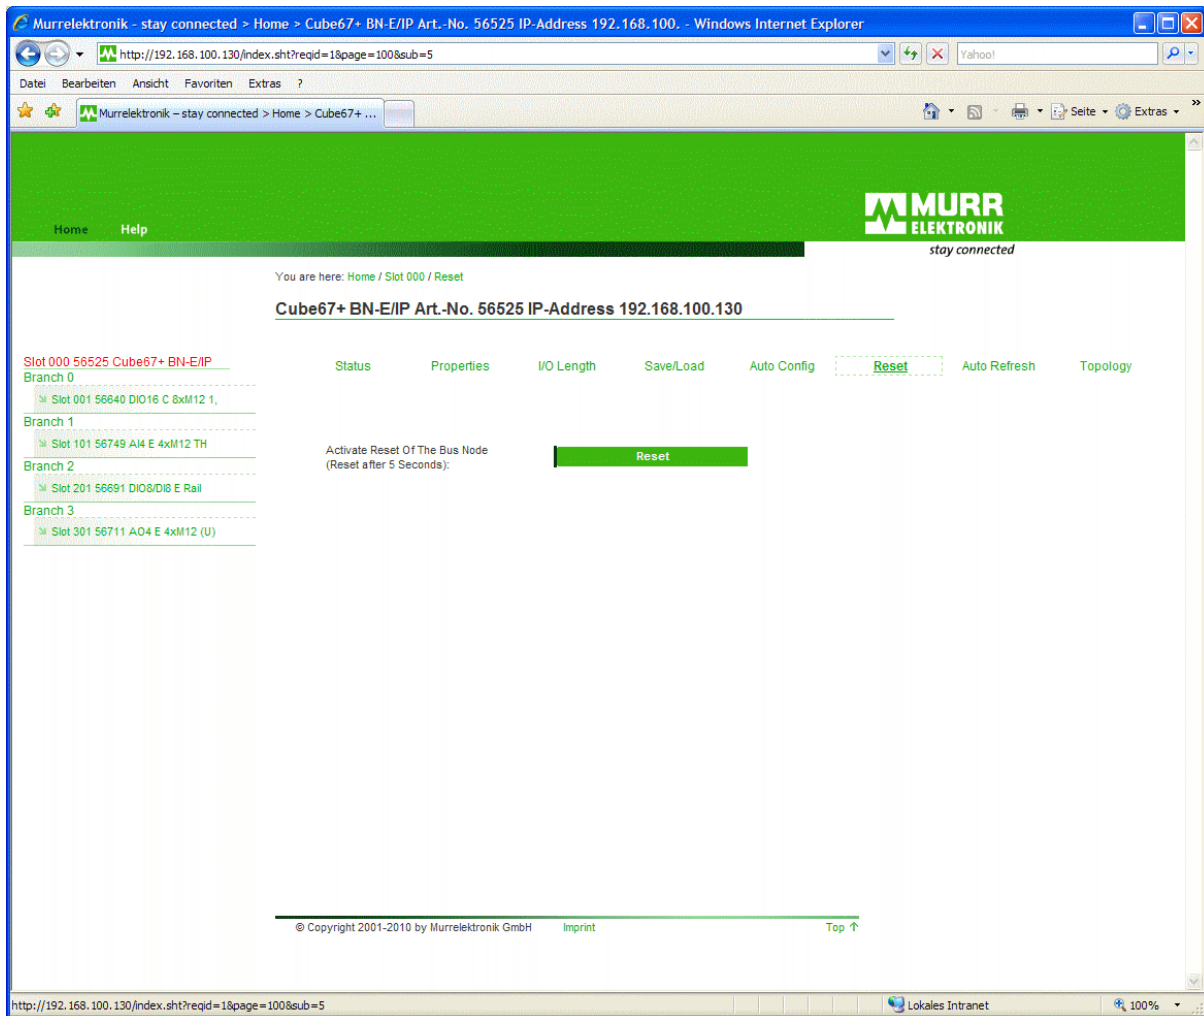 Murrelektronik - stay connected > Home > Cube67+ BN-E/IP Art.-No. 56525 IP-Address 192.168.100. - Windows Internet Explorer
http://192.168.100.130/index.sht?reqid=1&page=100&sub=5
Yahoo!
Datei Bearbeiten Ansicht Favoriten Extras ?
Murrelektronik – stay connected > Home > Cube67+ ...
Seite Extras
Home Help
MURR
ELEKTRONIK
stay connected
You are here: Home / Slot 000 / Reset
Cube67+ BN-E/IP Art.-No. 56525 IP-Address 192.168.100.130
Status Properties I/O Length Save/Load Auto Config Reset Auto Refresh Topology
Slot 000 56525 Cube67+ BN-E/IP
Branch 0
Slot 001 56640 DIO16 C 8xM12 1,
Branch 1
Slot 101 56749 AI4 E 4xM12 TH
Branch 2
Slot 201 56691 DIO8/DI8 E Rail
Branch 3
Slot 301 56711 AO4 E 4xM12 (U)
Activate Reset Of The Bus Node
(Reset after 5 Seconds):
Reset
© Copyright 2001-2010 by Murrelektronik GmbH Imprint Top ↑
http://192.168.100.130/index.sht?reqid=1&page=100&sub=5 Lokales Intranet 100%